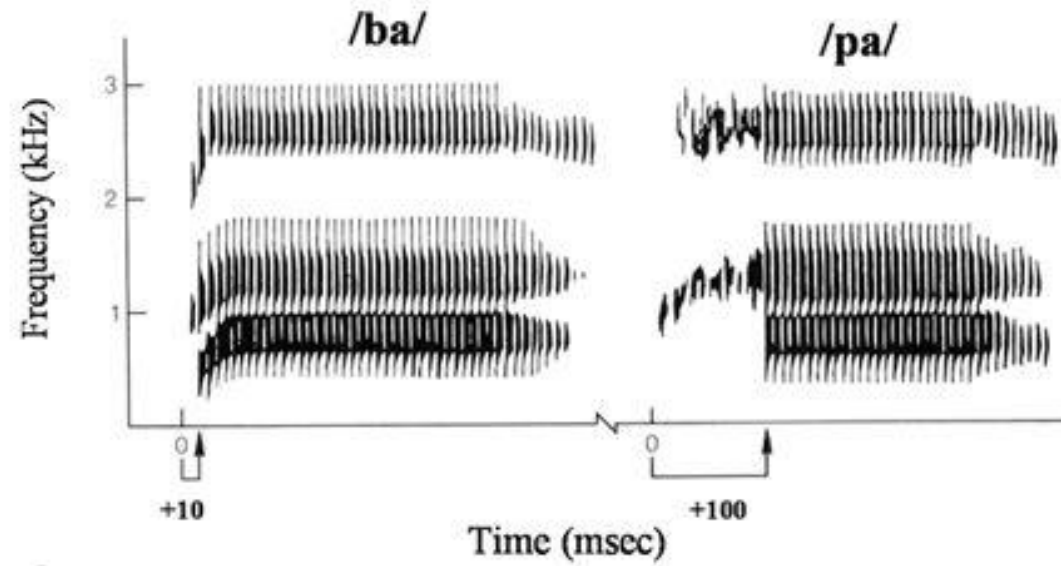 /ba/
/pa/
Frequency (kHz)
3
2
1
0
0
+10
+100
Time (msec)